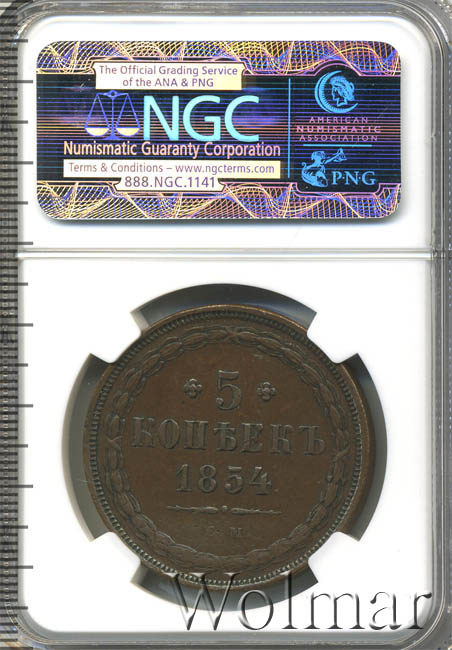 The Official Grading Service
of the ANA & PNG
NGC
Numismatic Guaranty Corporation
Terms & Conditions – www.ngcterms.com
888.NGC.1141
AMERICAN
NUMISMATIC
ASSOCIATION
P·N·G
5
КОПѢЕКЪ
1854
Е. М.
Wolmar